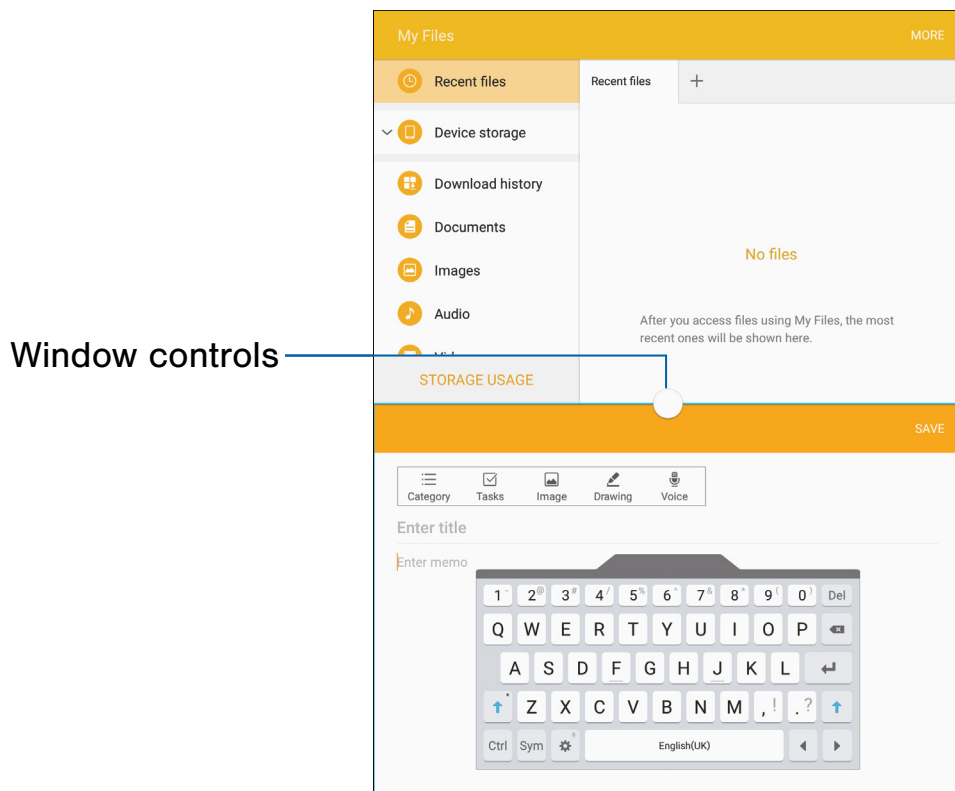 My Files
MORE
Recent files
Recent files
+
Device storage
Download history
Documents
No files
Images
Audio
After you access files using My Files, the most
recent ones will be shown here.
Window controls
STORAGE USAGE
SAVE
Category Tasks Image Drawing Voice
Enter title
Enter memo
1 - 2 @ 3 # 4 / 5 % 6 ^ 7 & 8 * 9 ( 0 ) Del
Q W E R T Y U I O P
A S D F G H J K L
Z X C V B N M , ! . ?
Ctrl Sym English(UK)